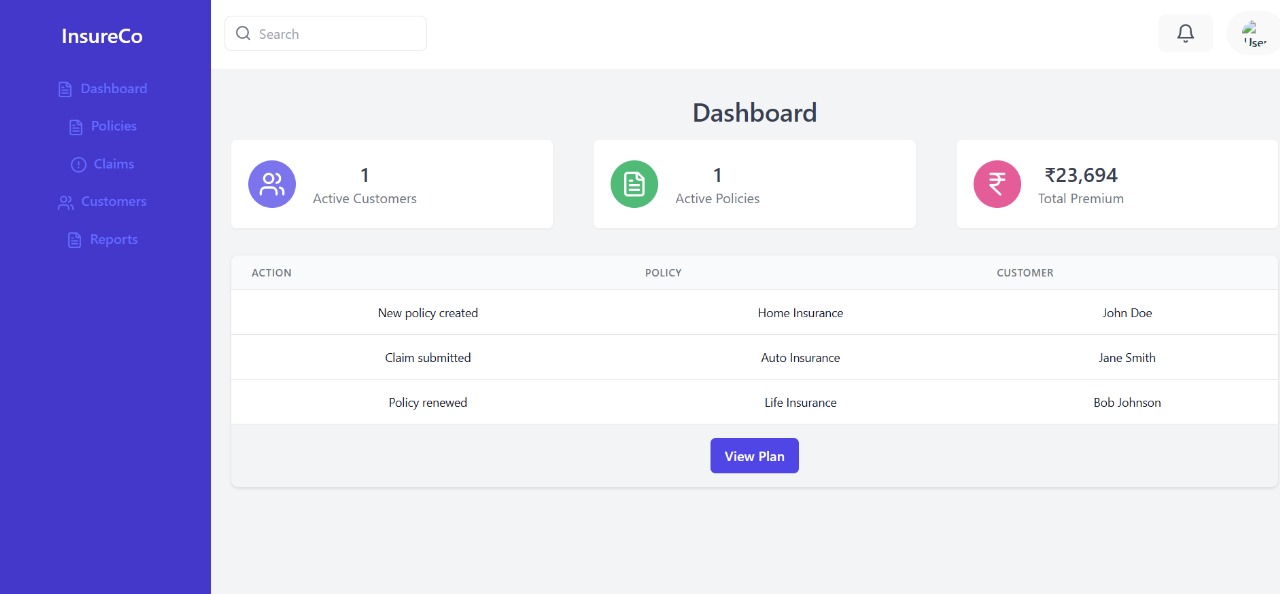 InsureCo
Dashboard
Policies
Claims
Customers
Reports
Search
User
Dashboard
1
Active Customers
1
Active Policies
₹23,694
Total Premium
ACTION POLICY CUSTOMER
New policy created Home Insurance John Doe
Claim submitted Auto Insurance Jane Smith
Policy renewed Life Insurance Bob Johnson
View Plan